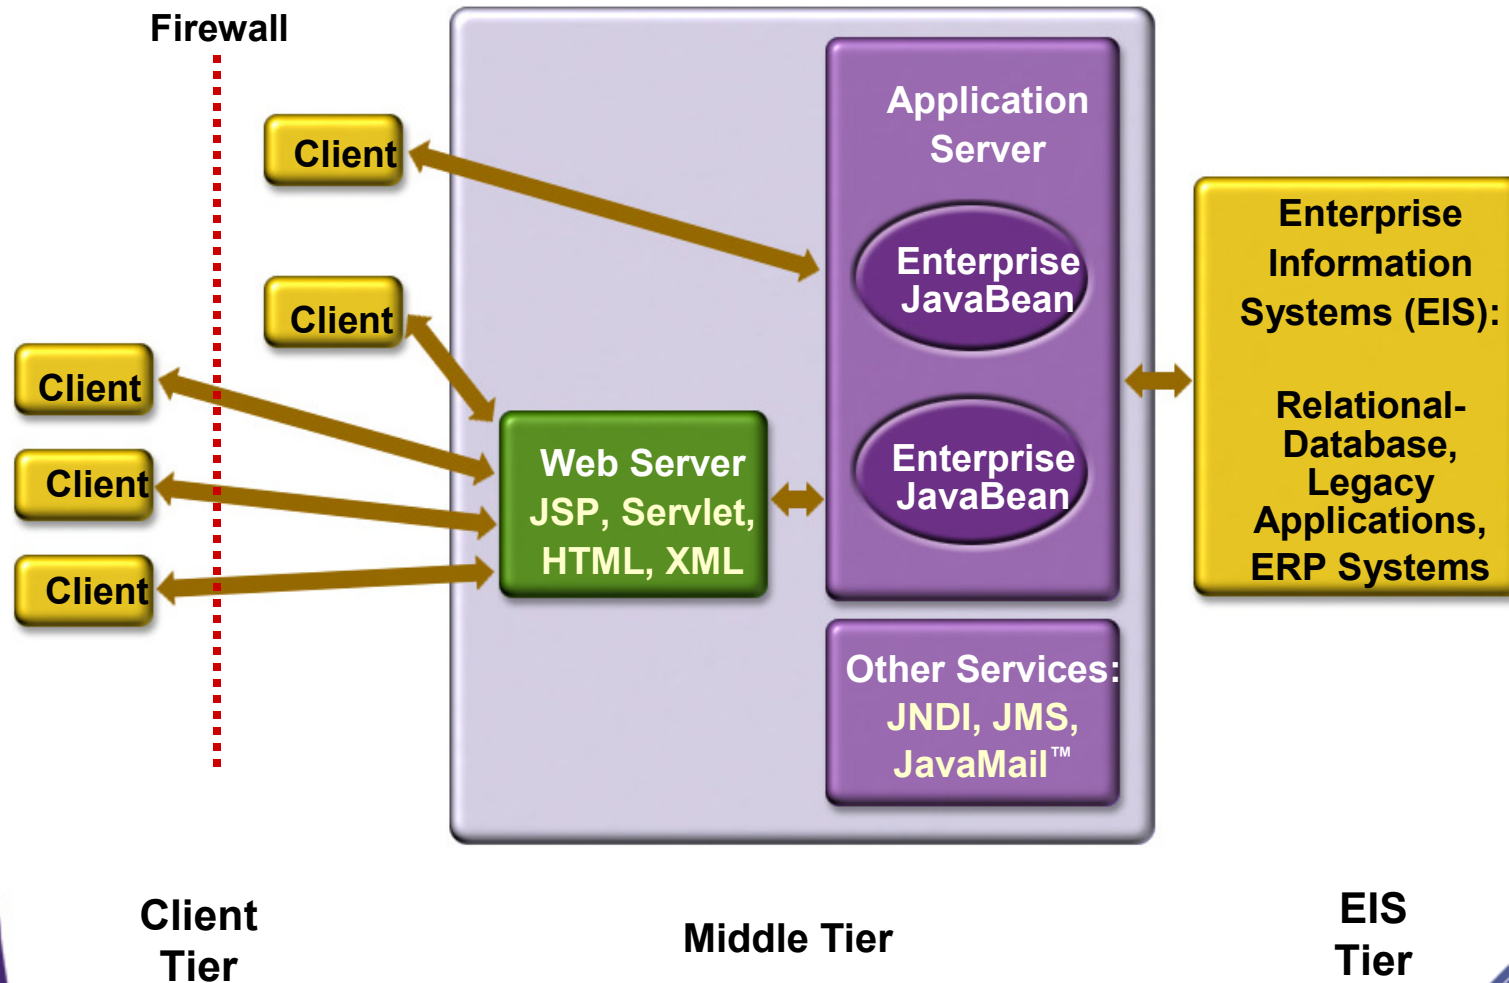 Firewall
Client
Client
Client
Client
Client
Web Server
JSP, Servlet,
HTML, XML
Application
Server
Enterprise
JavaBean
Enterprise
JavaBean
Other Services:
JNDI, JMS,
JavaMail™
Enterprise
Information
Systems (EIS):
Relational-
Database,
Legacy
Applications,
ERP Systems
Client
Tier
Middle Tier
EIS
Tier